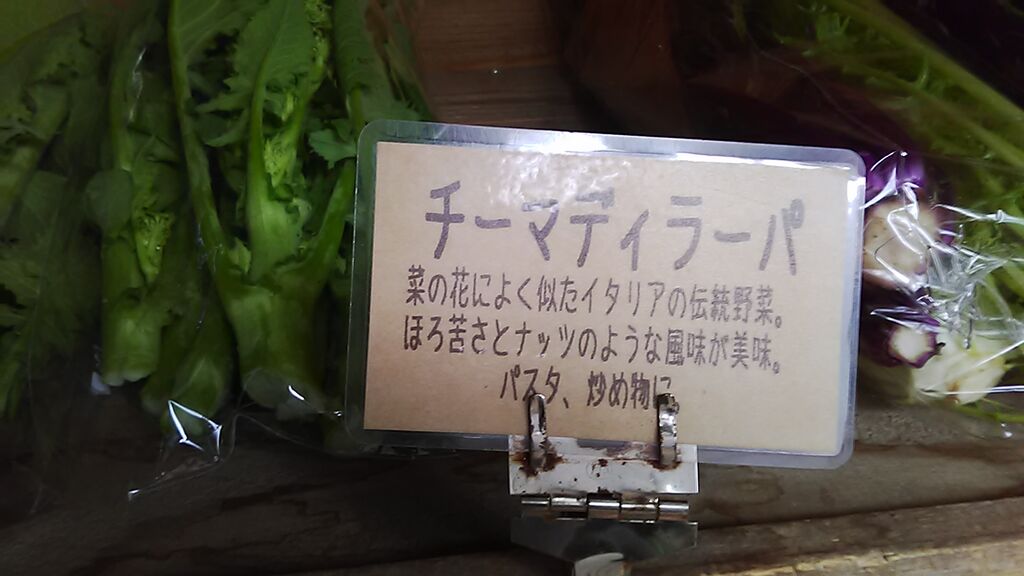 チーマディラーパ
菜の花によく似たイタリアの伝統野菜。
ほろ苦さとナッツのような風味が美味。
パスタ、炒め物に